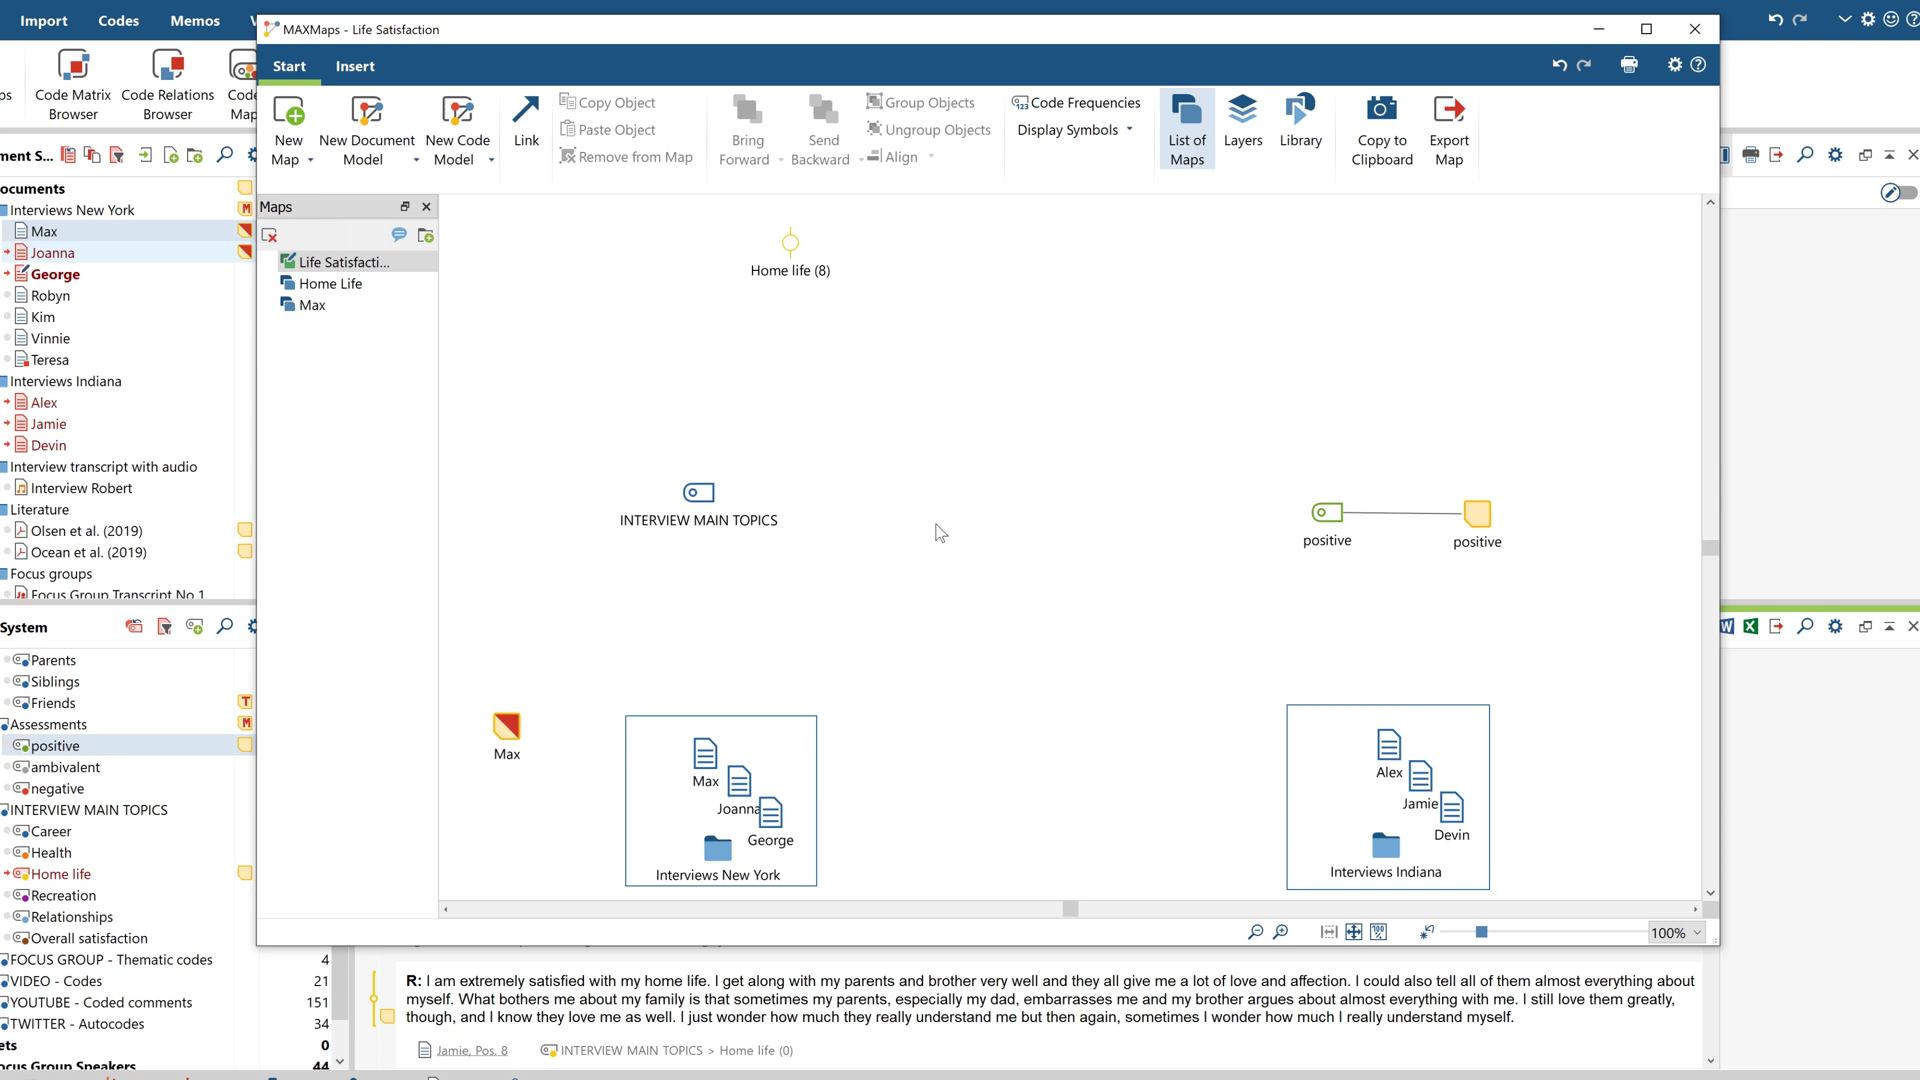 Import Codes Memos
MAXMaps - Life Satisfaction
Start Insert
Code Matrix Browser
Code Relations Browser
New Map
New Document Model
New Code Model
Link
Copy Object
Paste Object
Remove from Map
Bring Forward
Send Backward
Group Objects
Ungroup Objects
Align
Code Frequencies
Display Symbols
List of Maps
Layers
Library
Copy to Clipboard
Export Map
Maps
Life Satisfacti...
Home Life
Max
ocuments
Interviews New York
Max
Joanna
George
Robyn
Kim
Vinnie
Teresa
Interviews Indiana
Alex
Jamie
Devin
Interview transcript with audio
Interview Robert
Literature
Olsen et al. (2019)
Ocean et al. (2019)
Focus groups
Focus Group Transcript No 1
System
Parents
Siblings
Friends
Assessments
positive
ambivalent
negative
INTERVIEW MAIN TOPICS
Career
Health
Home life
Recreation
Relationships
Overall satisfaction
FOCUS GROUP - Thematic codes 4
VIDEO - Codes 21
YOUTUBE - Coded comments 151
TWITTER - Autocodes 34
ets 0
ocus Group Speakers 44
Home life (8)
INTERVIEW MAIN TOPICS
positive
positive
Max
Max
Joanna
George
Interviews New York
Alex
Jamie
Devin
Interviews Indiana
100%
R: I am extremely satisfied with my home life. I get along with my parents and brother very well and they all give me a lot of love and affection. I could also tell all of them almost everything about
myself. What bothers me about my family is that sometimes my parents, especially my dad, embarrasses me and my brother argues about almost everything with me. I still love them greatly,
though, and I know they love me as well. I just wonder how much they really understand me but then again, sometimes I wonder how much I really understand myself.
Jamie, Pos. 8 INTERVIEW MAIN TOPICS > Home life (0)